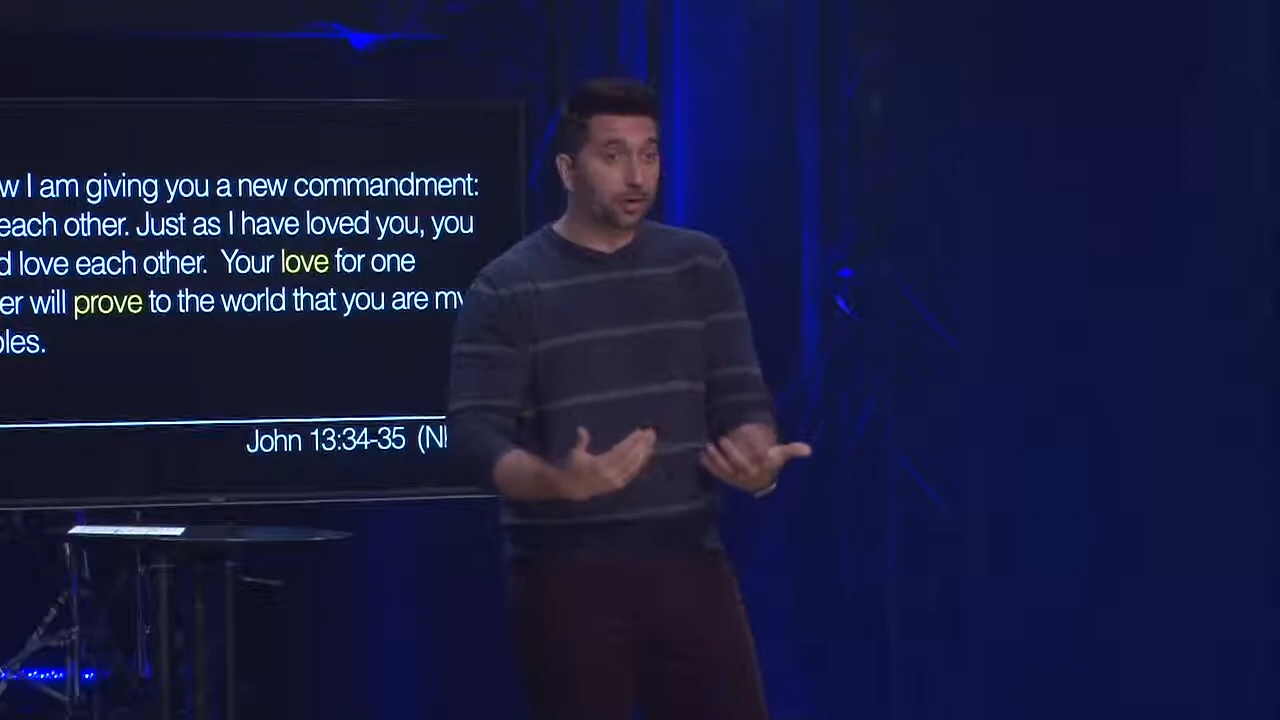 w I am giving you a new commandment:
each other. Just as I have loved you, you
d love each other. Your love for one
er will prove to the world that you are my
ples.
John 13:34-35 (N